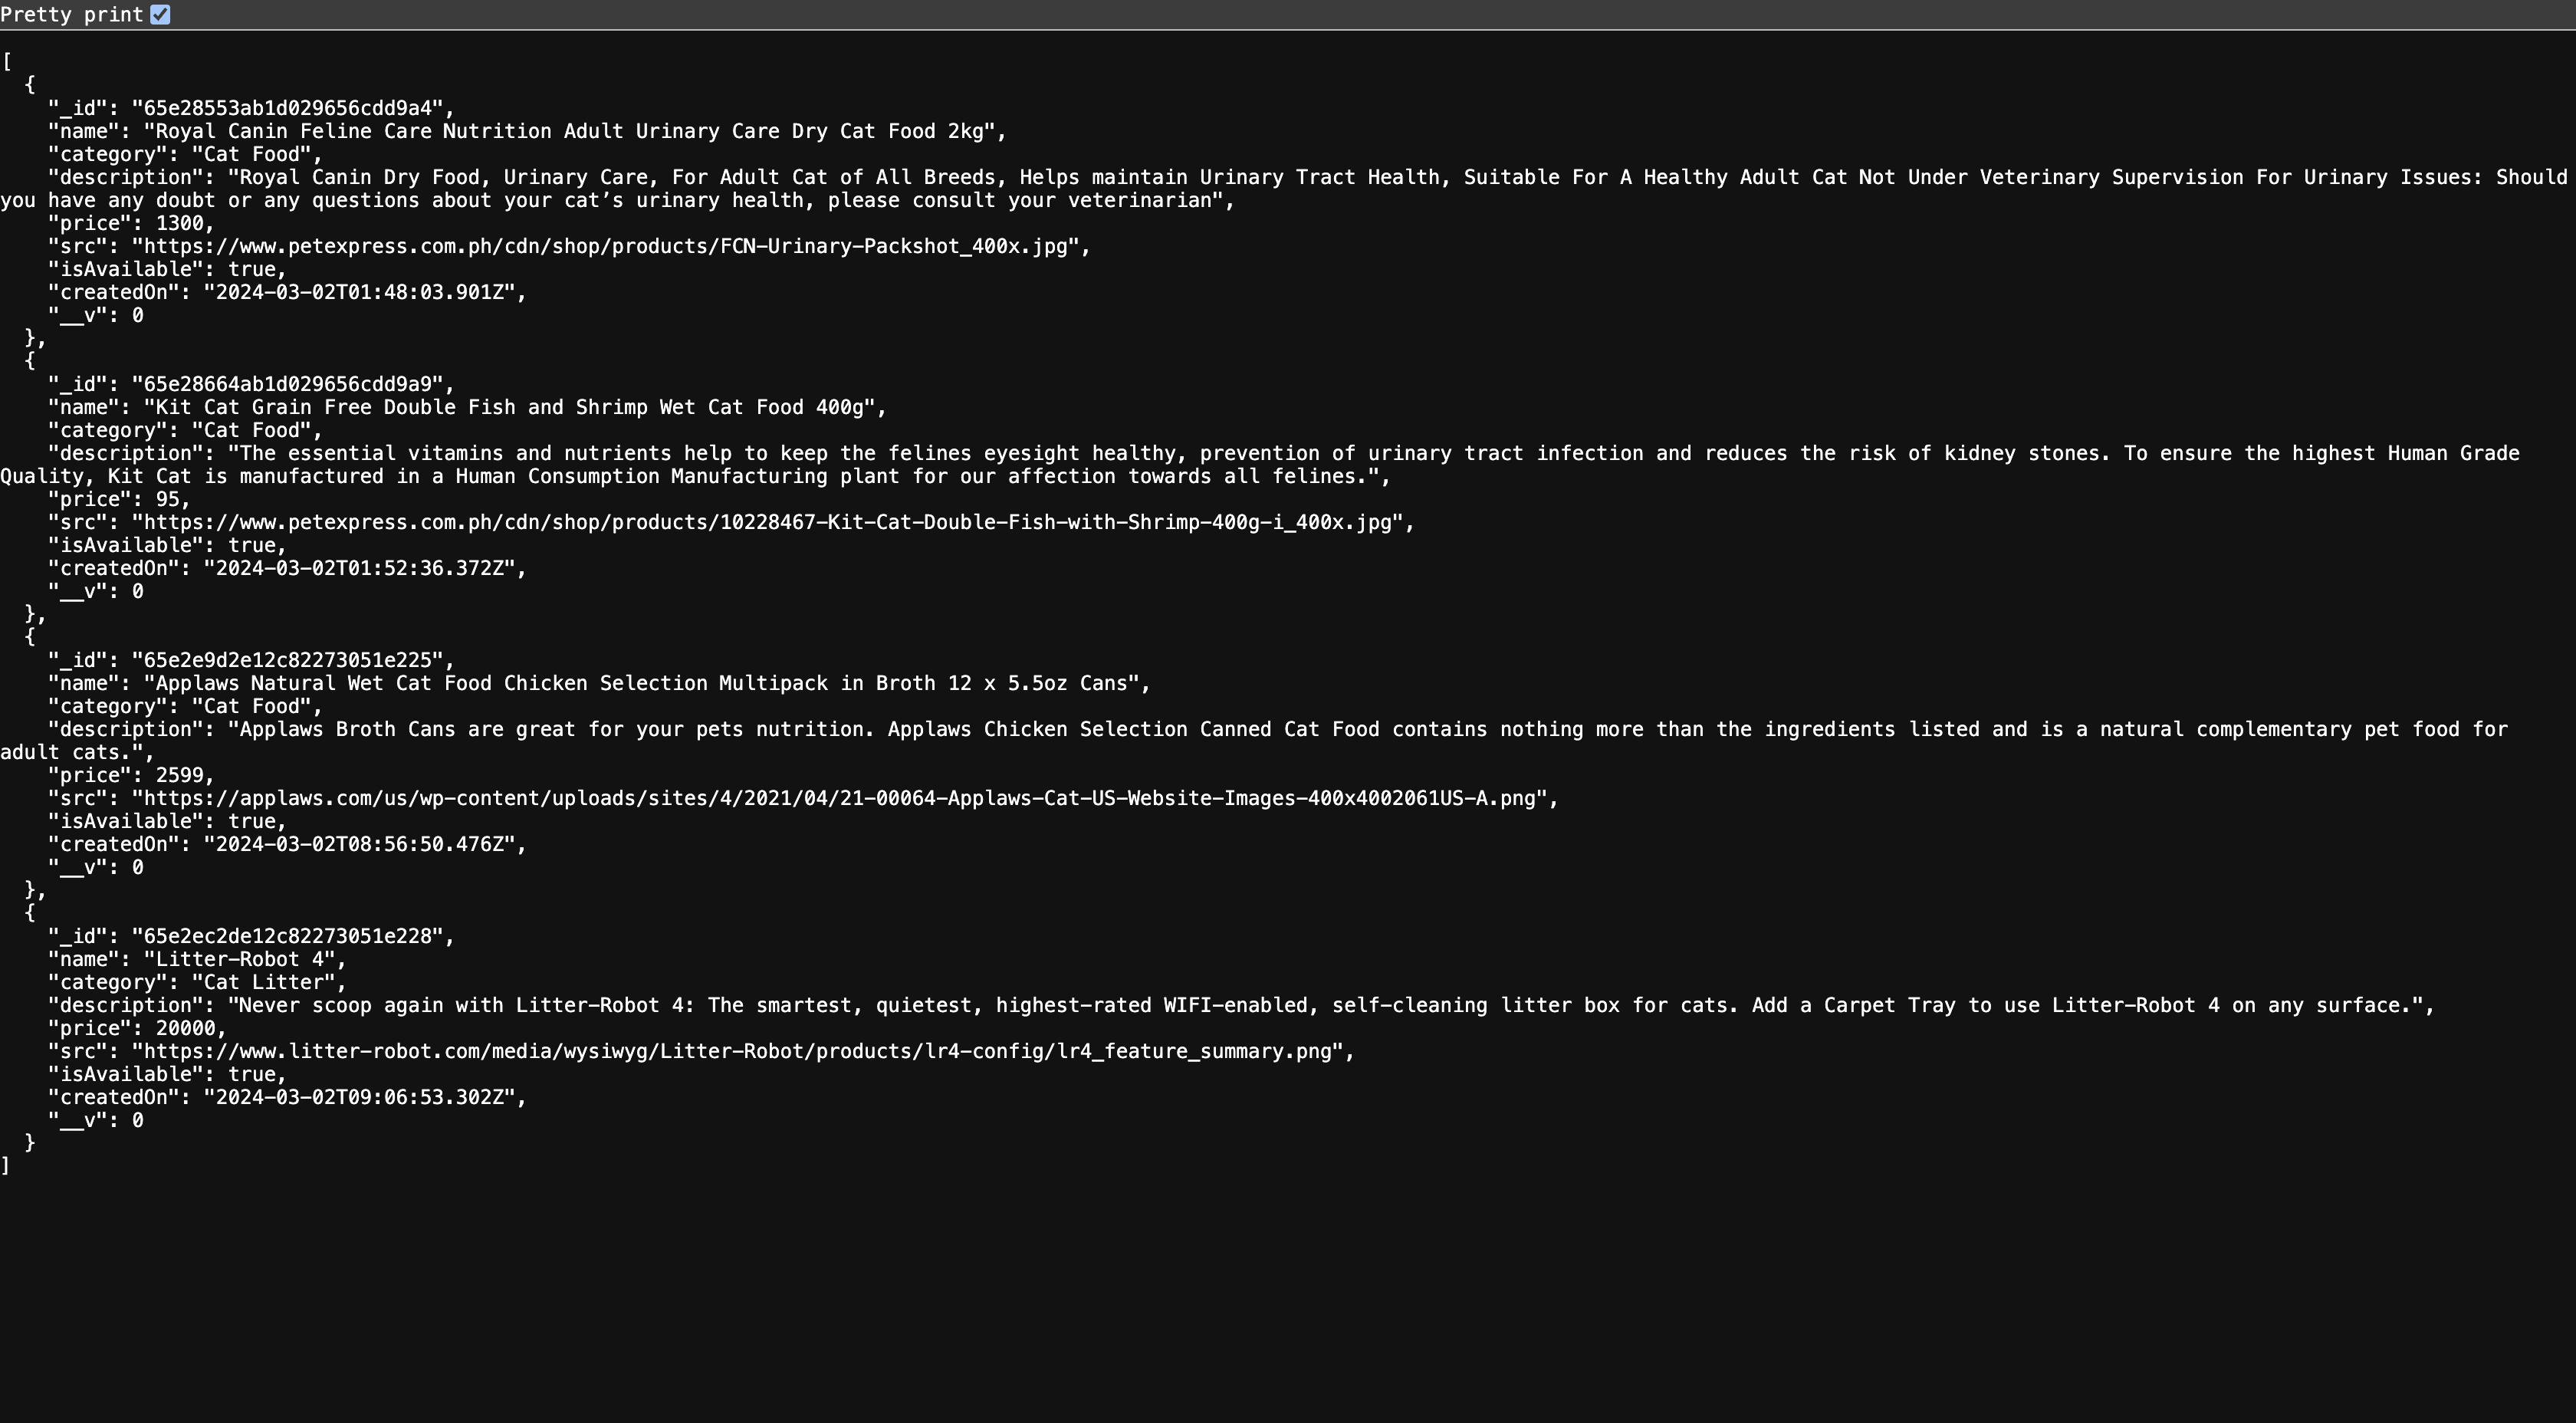 Pretty print
[
  {
    "_id": "65e28553ab1d029656cdd9a4",
    "name": "Royal Canin Feline Care Nutrition Adult Urinary Care Dry Cat Food 2kg",
    "category": "Cat Food",
    "description": "Royal Canin Dry Food, Urinary Care, For Adult Cat of All Breeds, Helps maintain Urinary Tract Health, Suitable For A Healthy Adult Cat Not Under Veterinary Supervision For Urinary Issues: Should
you have any doubt or any questions about your cat’s urinary health, please consult your veterinarian",
    "price": 1300,
    "src": "https://www.petexpress.com.ph/cdn/shop/products/FCN-Urinary-Packshot_400x.jpg",
    "isAvailable": true,
    "createdOn": "2024-03-02T01:48:03.901Z",
    "__v": 0
  },
  {
    "_id": "65e28664ab1d029656cdd9a9",
    "name": "Kit Cat Grain Free Double Fish and Shrimp Wet Cat Food 400g",
    "category": "Cat Food",
    "description": "The essential vitamins and nutrients help to keep the felines eyesight healthy, prevention of urinary tract infection and reduces the risk of kidney stones. To ensure the highest Human Grade
Quality, Kit Cat is manufactured in a Human Consumption Manufacturing plant for our affection towards all felines.",
    "price": 95,
    "src": "https://www.petexpress.com.ph/cdn/shop/products/10228467-Kit-Cat-Double-Fish-with-Shrimp-400g-i_400x.jpg",
    "isAvailable": true,
    "createdOn": "2024-03-02T01:52:36.372Z",
    "__v": 0
  },
  {
    "_id": "65e2e9d2e12c82273051e225",
    "name": "Applaws Natural Wet Cat Food Chicken Selection Multipack in Broth 12 x 5.5oz Cans",
    "category": "Cat Food",
    "description": "Applaws Broth Cans are great for your pets nutrition. Applaws Chicken Selection Canned Cat Food contains nothing more than the ingredients listed and is a natural complementary pet food for
adult cats.",
    "price": 2599,
    "src": "https://applaws.com/us/wp-content/uploads/sites/4/2021/04/21-00064-Applaws-Cat-US-Website-Images-400x4002061US-A.png",
    "isAvailable": true,
    "createdOn": "2024-03-02T08:56:50.476Z",
    "__v": 0
  },
  {
    "_id": "65e2ec2de12c82273051e228",
    "name": "Litter-Robot 4",
    "category": "Cat Litter",
    "description": "Never scoop again with Litter-Robot 4: The smartest, quietest, highest-rated WIFI-enabled, self-cleaning litter box for cats. Add a Carpet Tray to use Litter-Robot 4 on any surface.",
    "price": 20000,
    "src": "https://www.litter-robot.com/media/wysiwyg/Litter-Robot/products/lr4-config/lr4_feature_summary.png",
    "isAvailable": true,
    "createdOn": "2024-03-02T09:06:53.302Z",
    "__v": 0
  }
]